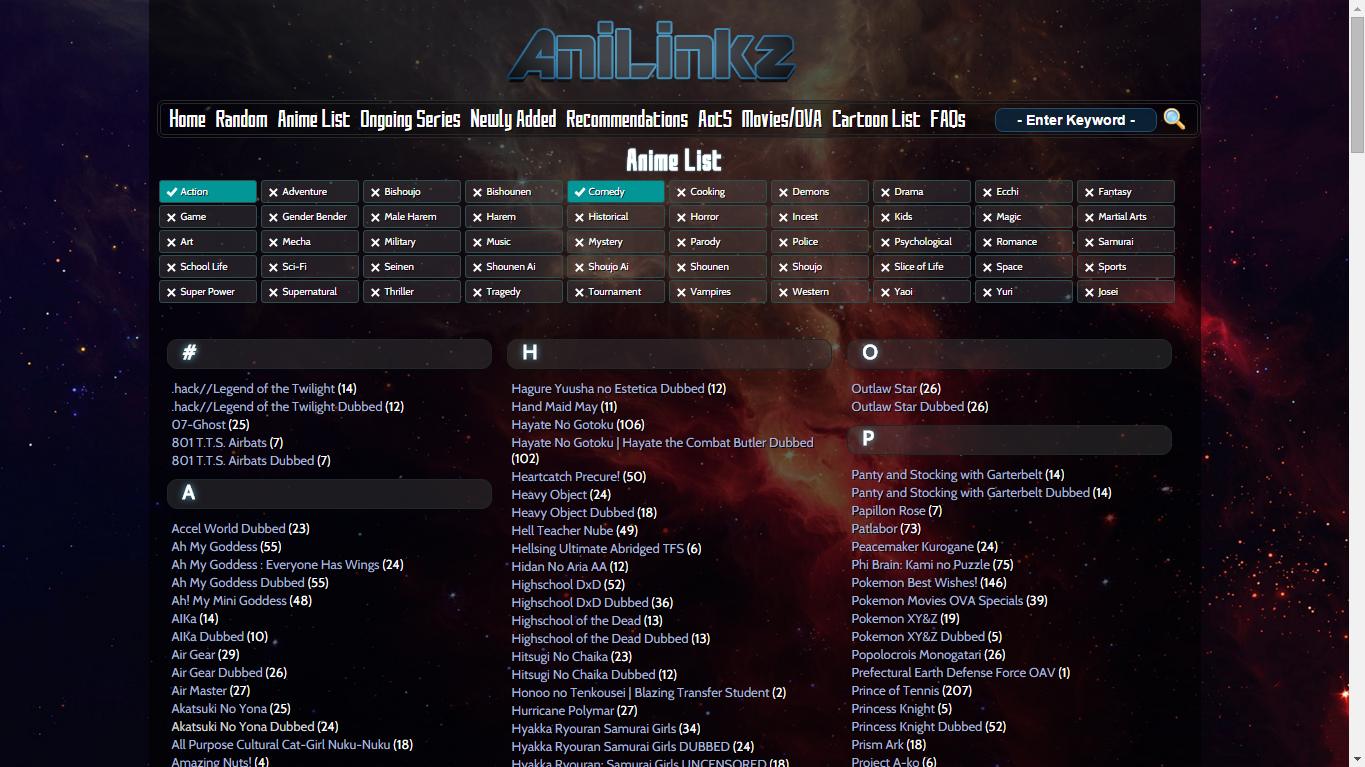 AniLinkz
Home Random Anime List Ongoing Series Newly Added Recommendations AotS Movies/OVA Cartoon List FAQs - Enter Keyword -
Anime List
Action Adventure Bishoujo Bishounen Comedy Cooking Demons Drama Ecchi Fantasy
Game Gender Bender Male Harem Harem Historical Horror Incest Kids Magic Martial Arts
Art Mecha Military Music Mystery Parody Police Psychological Romance Samurai
School Life Sci-Fi Seinen Shounen Ai Shoujo Ai Shounen Shoujo Slice of Life Space Sports
Super Power Supernatural Thriller Tragedy Tournament Vampires Western Yaoi Yuri Josei
#
.hack//Legend of the Twilight (14)
.hack//Legend of the Twilight Dubbed (12)
07-Ghost (25)
801 T.T.S. Airbats (7)
801 T.T.S. Airbats Dubbed (7)
A
Accel World Dubbed (23)
Ah My Goddess (55)
Ah My Goddess : Everyone Has Wings (24)
Ah My Goddess Dubbed (55)
Ah! My Mini Goddess (48)
AIKa (14)
AIKa Dubbed (10)
Air Gear (29)
Air Gear Dubbed (26)
Air Master (27)
Akatsuki No Yona (25)
Akatsuki No Yona Dubbed (24)
All Purpose Cultural Cat-Girl Nuku-Nuku (18)
Amazing Nuts! (4)
H
Hagure Yuusha no Estetica Dubbed (12)
Hand Maid May (11)
Hayate No Gotoku (106)
Hayate No Gotoku | Hayate the Combat Butler Dubbed
(102)
Heartcatch Precure! (50)
Heavy Object (24)
Heavy Object Dubbed (18)
Hell Teacher Nube (49)
Hellsing Ultimate Abridged TFS (6)
Hidan No Aria AA (12)
Highschool DxD (52)
Highschool DxD Dubbed (36)
Highschool of the Dead (13)
Highschool of the Dead Dubbed (13)
Hitsugi No Chaika (23)
Hitsugi No Chaika Dubbed (12)
Honoo no Tenkousei | Blazing Transfer Student (2)
Hurricane Polymar (27)
Hyakka Ryouran Samurai Girls (34)
Hyakka Ryouran Samurai Girls DUBBED (24)
Hyakka Ryouran: Samurai Girls UNCENSORED (18)
O
Outlaw Star (26)
Outlaw Star Dubbed (26)
P
Panty and Stocking with Garterbelt (14)
Panty and Stocking with Garterbelt Dubbed (14)
Papillon Rose (7)
Patlabor (73)
Peacemaker Kurogane (24)
Phi Brain: Kami no Puzzle (75)
Pokemon Best Wishes! (146)
Pokemon Movies OVA Specials (39)
Pokemon XY&Z (19)
Pokemon XY&Z Dubbed (5)
Popolocrois Monogatari (26)
Prefectural Earth Defense Force OAV (1)
Prince of Tennis (207)
Princess Knight (5)
Princess Knight Dubbed (52)
Prism Ark (18)
Project A-ko (6)